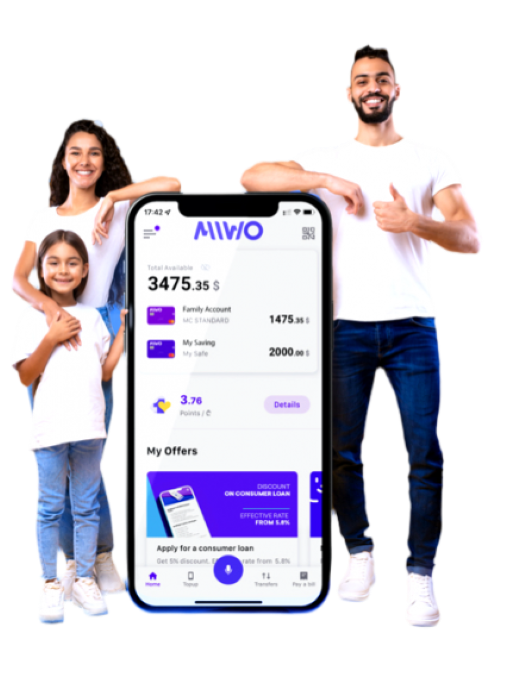 17:42
MIWO
Total Available
3475.35 $
Family Account
MC STANDARD
1475.35 $
My Saving
My Safe
2000.00 $
3.76
Points / ₾
Details
My Offers
DISCOUNT
ON CONSUMER LOAN
EFFECTIVE RATE
FROM 5.8%
Apply for a consumer loan
Get 5% discount. rate from 5.8%
Home
Topup
Transfers
Pay a bill